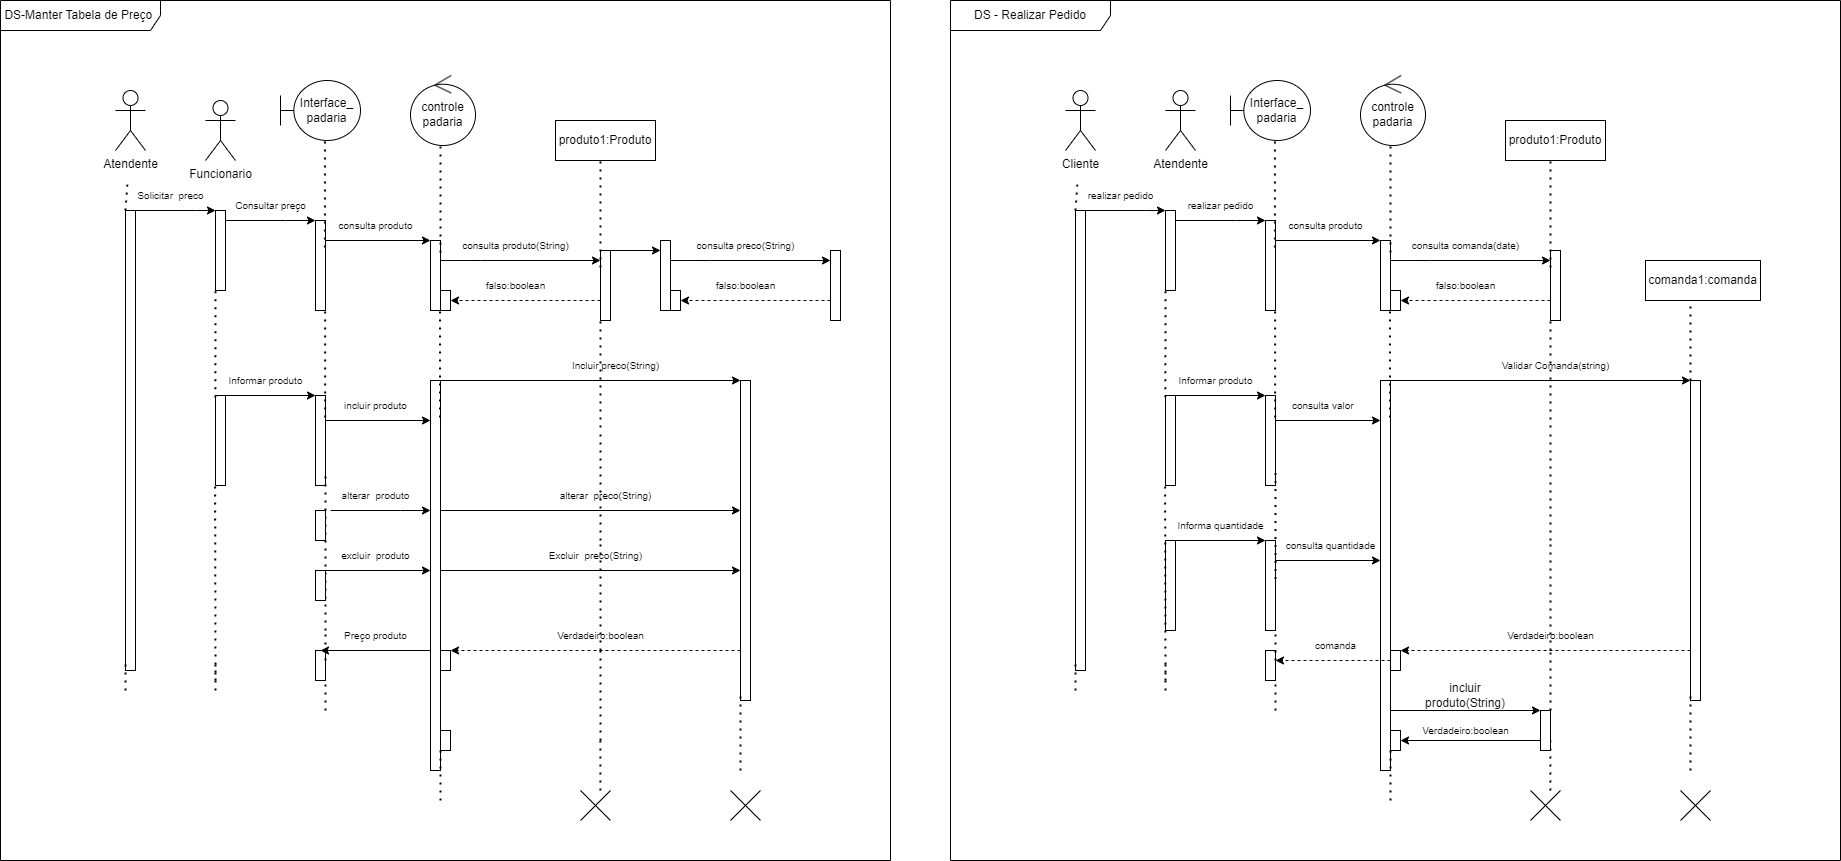 DS-Manter Tabela de Preço
Atendente
Funcionario
Interface_
padaria
controle
padaria
produto1:Produto
Solicitar preco
Consultar preço
consulta produto
consulta produto(String)
consulta preco(String)
falso:boolean
falso:boolean
Incluir preco(String)
Informar produto
incluir produto
alterar produto
alterar preco(String)
excluir produto
Excluir preco(String)
Preço produto
Verdadeiro:boolean
DS - Realizar Pedido
Cliente
Atendente
Interface_
padaria
controle
padaria
produto1:Produto
comanda1:comanda
realizar pedido
realizar pedido
consulta produto
consulta comanda(date)
falso:boolean
Validar Comanda(string)
Informar produto
consulta valor
Informa quantidade
consulta quantidade
Verdadeiro:boolean
comanda
incluir
produto(String)
Verdadeiro:boolean